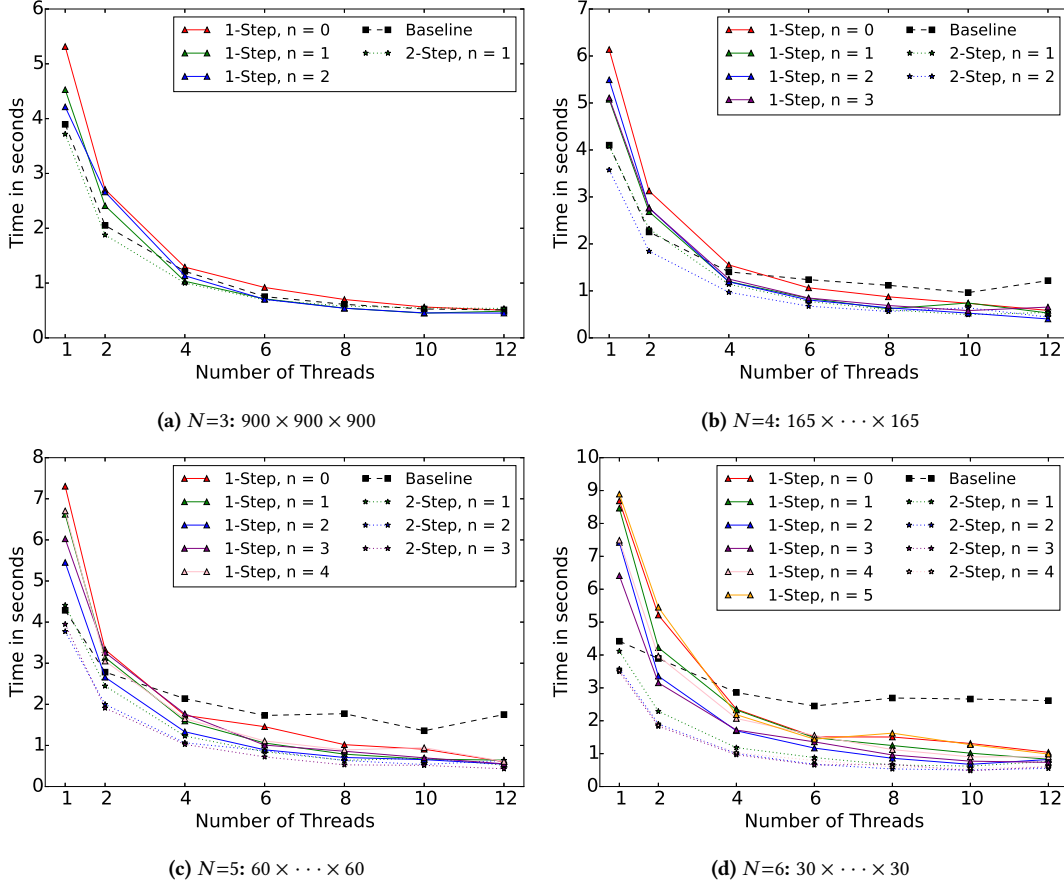 6
5
4
3
2
1
0
Time in seconds
1-Step, n = 0
1-Step, n = 1
1-Step, n = 2
Baseline
2-Step, n = 1
1 2 4 6 8 10 12
Number of Threads
(a) N=3: 900 × 900 × 900
7
6
5
4
3
2
1
0
Time in seconds
1-Step, n = 0
1-Step, n = 1
1-Step, n = 2
1-Step, n = 3
Baseline
2-Step, n = 1
2-Step, n = 2
1 2 4 6 8 10 12
Number of Threads
(b) N=4: 165 × · · · × 165
8
7
6
5
4
3
2
1
0
Time in seconds
1-Step, n = 0
1-Step, n = 1
1-Step, n = 2
1-Step, n = 3
1-Step, n = 4
Baseline
2-Step, n = 1
2-Step, n = 2
2-Step, n = 3
1 2 4 6 8 10 12
Number of Threads
(c) N=5: 60 × · · · × 60
10
9
8
7
6
5
4
3
2
1
0
Time in seconds
1-Step, n = 0
1-Step, n = 1
1-Step, n = 2
1-Step, n = 3
1-Step, n = 4
1-Step, n = 5
Baseline
2-Step, n = 1
2-Step, n = 2
2-Step, n = 3
2-Step, n = 4
1 2 4 6 8 10 12
Number of Threads
(d) N=6: 30 × · · · × 30